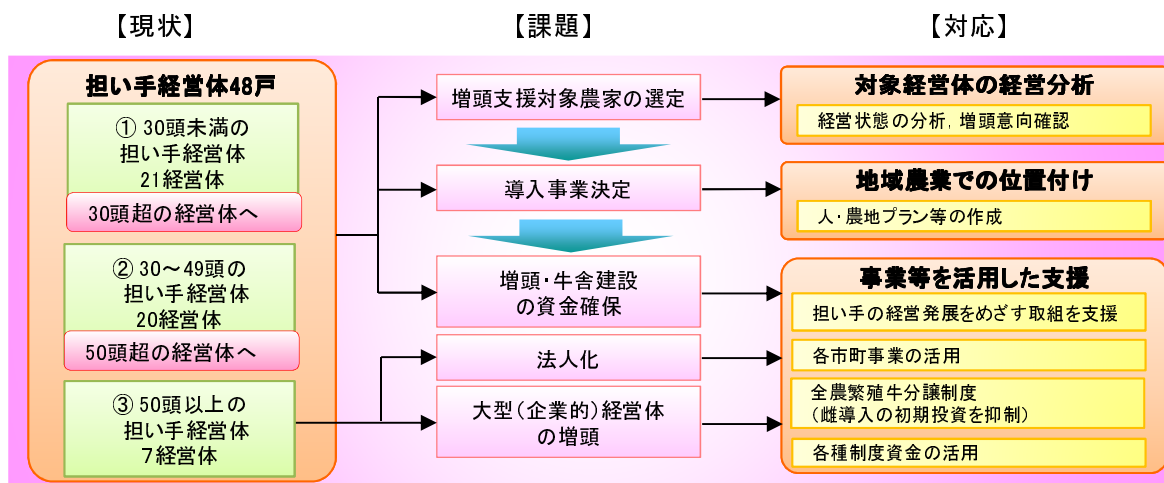 【現状】
【課題】
【対応】
担い手経営体48戸
① 30頭未満の
担い手経営体
21経営体
30頭超の経営体へ
② 30～49頭の
担い手経営体
20経営体
50頭超の経営体へ
③ 50頭以上の
担い手経営体
7経営体
増頭支援対象農家の選定
導入事業決定
増頭・牛舎建設
の資金確保
法人化
大型(企業的)経営体
の増頭
対象経営体の経営分析
経営状態の分析, 増頭意向確認
地域農業での位置付け
人・農地プラン等の作成
事業等を活用した支援
担い手の経営発展をめざす取組を支援
各市町事業の活用
全農繁殖牛分譲制度
(雌導入の初期投資を抑制)
各種制度資金の活用